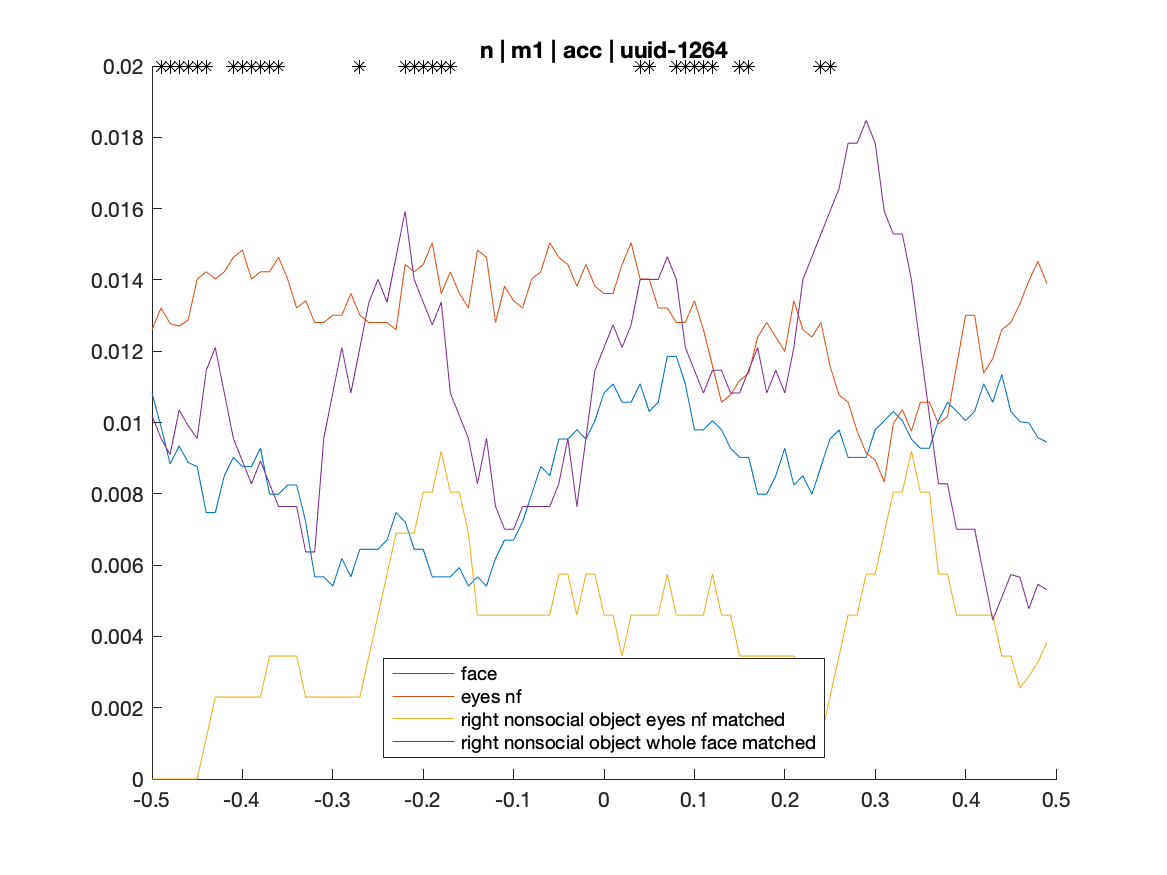 n | m1 | acc | uuid-1264
0.02
0.018
0.016
0.014
0.012
0.01
0.008
0.006
0.004
0.002
0
face
eyes nf
right nonsocial object eyes nf matched
right nonsocial object whole face matched
-0.5 -0.4 -0.3 -0.2 -0.1 0 0.1 0.2 0.3 0.4 0.5